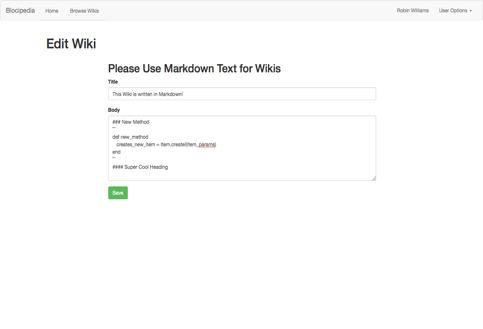 Blocipedia
Home
Browse Wikis
Robin Williams
User Options
Edit Wiki
Please Use Markdown Text for Wikis
Title
This Wiki is written in Markdown!
Body
### New Method
```
def new_method
creates_new_item = Item.create(item_params)
end
```
#### Super Cool Heading
Save